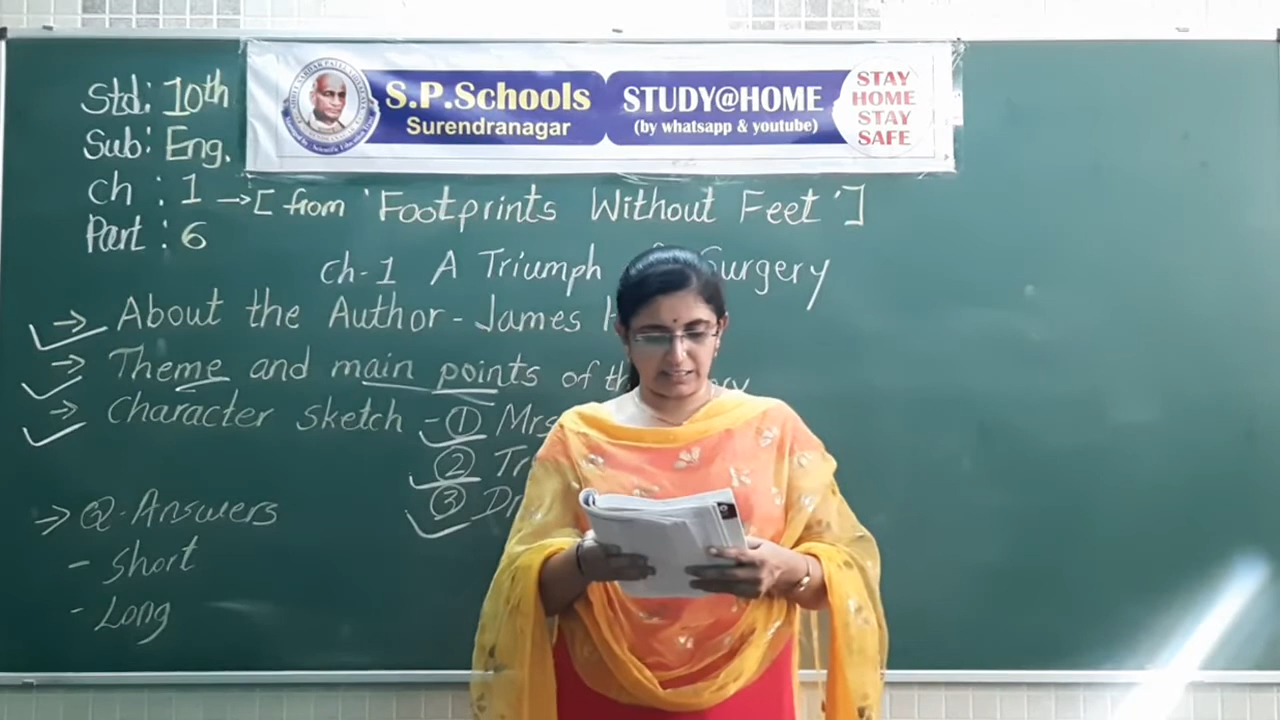 S.P.Schools
Surendranagar
STUDY@HOME
(by whatsapp & youtube)
STAY
HOME
STAY
SAFE
Std: 10th
Sub: Eng.
ch : 1 → [ from 'Footprints Without Feet' ]
Part : 6
ch-1 A Triumph Surgery
→ About the Author - James
→ Theme and main points of
→ Character sketch - ① Mrs
②
③
→ Q-Answers
- Short
- Long